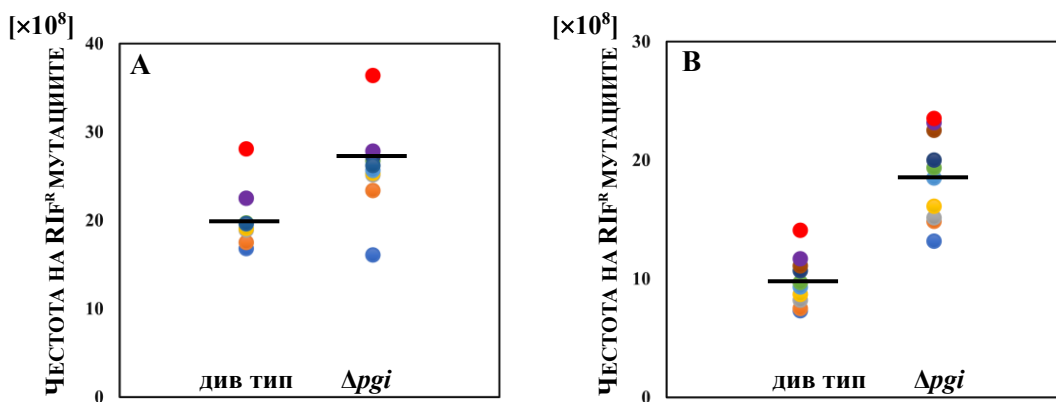 [×10⁸]
ЧЕСТОТА НА RIFᴿ МУТАЦИИТЕ
40
30
20
10
0
A
див тип
Δpgi
[×10⁸]
ЧЕСТОТА НА RIFᴿ МУТАЦИИТЕ
30
20
10
0
B
див тип
Δpgi